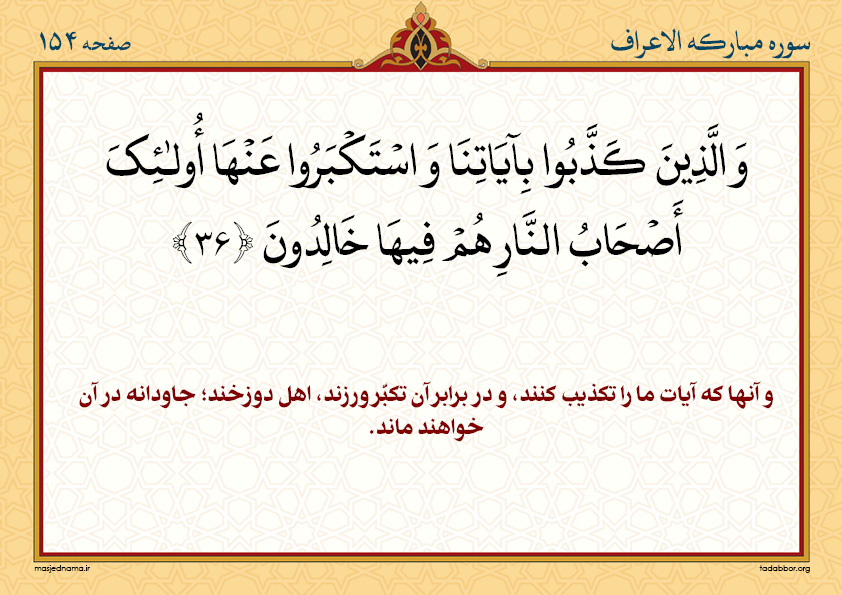 سوره مبارکه الاعراف
صفحه ۱۵۴
وَالَّذِينَ كَذَّبُوا بِآيَاتِنَا وَاسْتَكْبَرُوا عَنْهَا أُولَـٰئِكَ
أَصْحَابُ النَّارِ هُمْ فِيهَا خَالِدُونَ ﴿۳۶﴾
و آنها که آیات ما را تکذیب کنند، و در برابر آن تکبّر ورزند، اهل دوزخند؛ جاودانه در آن
خواهند ماند.
masjednama.ir
tadabbor.org